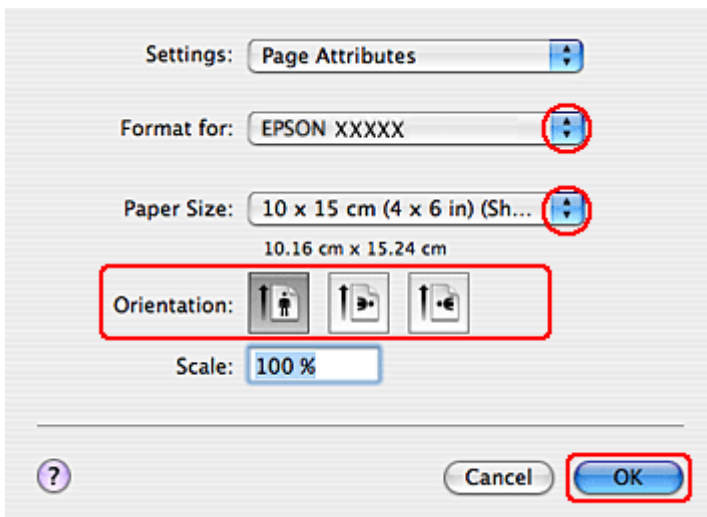 Settings: Page Attributes
Format for: EPSON XXXXX
Paper Size: 10 x 15 cm (4 x 6 in) (Sh...
10.16 cm x 15.24 cm
Orientation:
Scale: 100 %
? Cancel OK